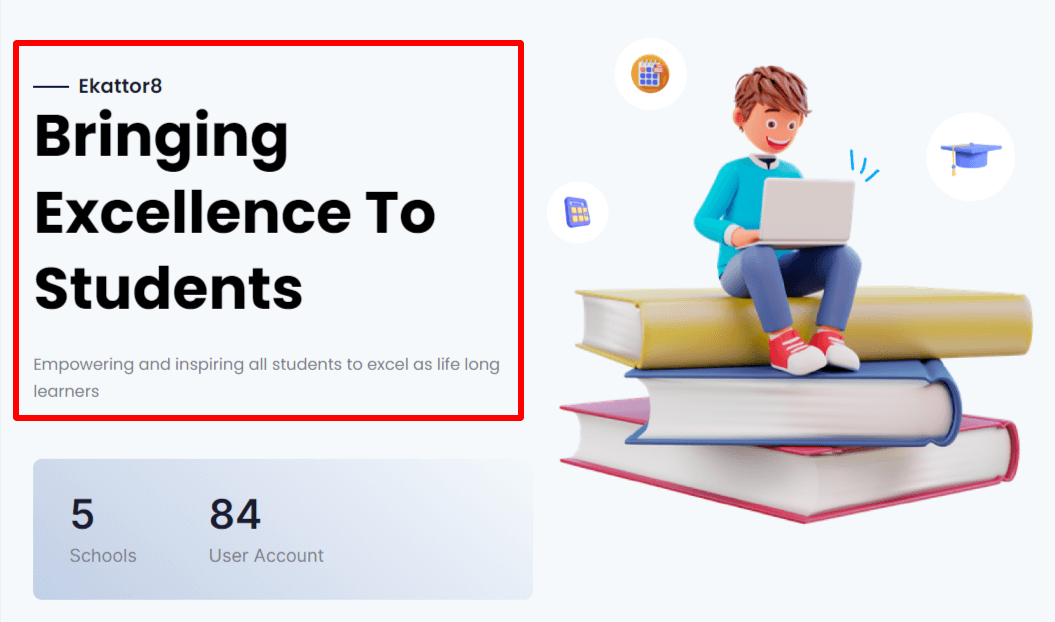 Ekattor8
Bringing
Excellence To
Students
Empowering and inspiring all students to excel as life long
learners
5
84
Schools
User Account